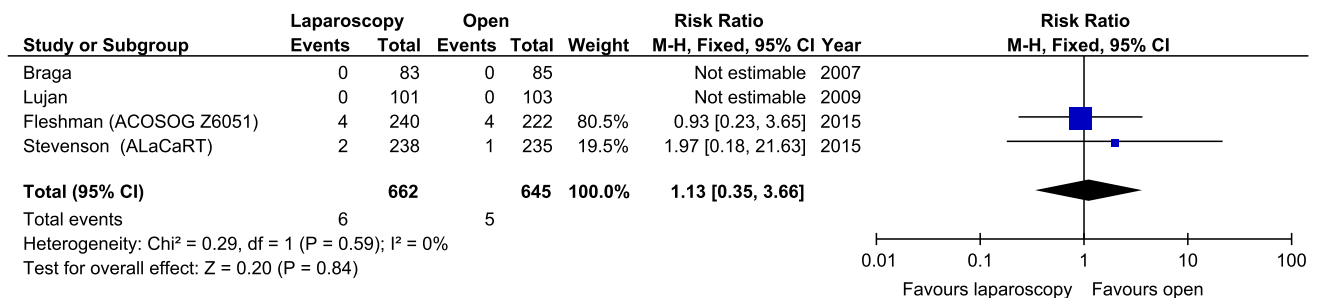 Laparoscopy Open Risk Ratio Risk Ratio
Study or Subgroup Events Total Events Total Weight M-H, Fixed, 95% CI Year M-H, Fixed, 95% CI
Braga 0 83 0 85 Not estimable 2007
Lujan 0 101 0 103 Not estimable 2009
Fleshman (ACOSOG Z6051) 4 240 4 222 80.5% 0.93 [0.23, 3.65] 2015
Stevenson (ALaCaRT) 2 238 1 235 19.5% 1.97 [0.18, 21.63] 2015
Total (95% CI) 662 645 100.0% 1.13 [0.35, 3.66]
Total events 6 5
Heterogeneity: Chi² = 0.29, df = 1 (P = 0.59); I² = 0%
Test for overall effect: Z = 0.20 (P = 0.84)
0.01 0.1 1 10 100
Favours laparoscopy Favours open